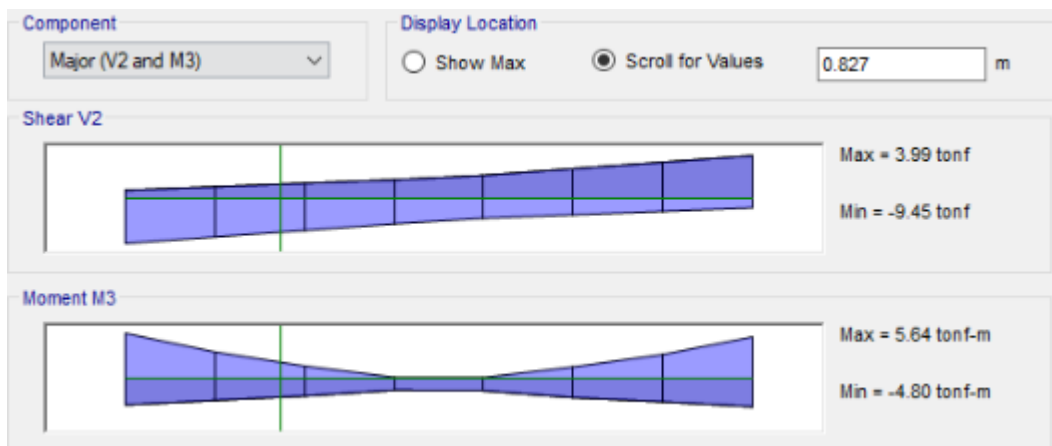 Component
Display Location
Major (V2 and M3)
Show Max
Scroll for Values
0.827
m
Shear V2
Max = 3.99 tonf
Min = -9.45 tonf
Moment M3
Max = 5.64 tonf-m
Min = -4.80 tonf-m